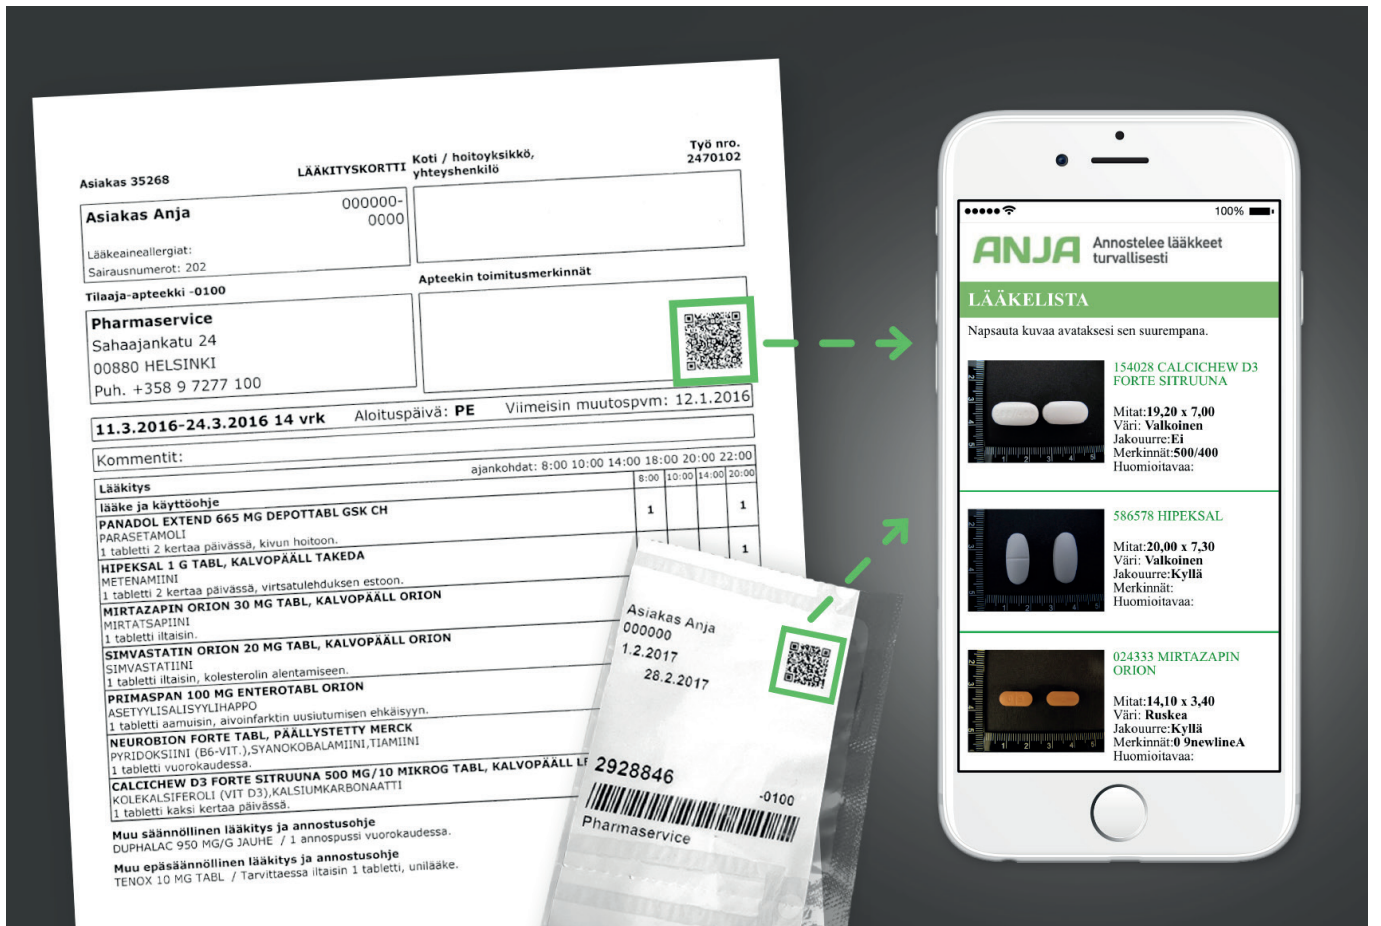 Asiakas 35268
LÄÄKITYSKORTTI
Koti / hoitoyksikkö,
yhteyshenkilö
Työ nro.
2470102
Asiakas Anja
000000-
0000
Lääkeaineallergiat:
Sairausnumerot: 202
Tilaaja-apteekki -0100
Apteekin toimitusmerkinnät
Pharmaservice
Sahaajankatu 24
00880 HELSINKI
Puh. +358 9 7277 100
11.3.2016-24.3.2016 14 vrk Aloituspäivä: PE Viimeisin muutospvm: 12.1.2016
Kommentit:
Lääkitys
ajankohdat: 8:00 10:00 14:00 18:00 20:00 22:00
lääke ja käyttöohje
8:00 10:00 14:00 20:00
PANADOL EXTEND 665 MG DEPOTTABL GSK CH
1 1
PARASETAMOLI
1 tabletti 2 kertaa päivässä, kivun hoitoon.
HIPEKSAL 1 G TABL, KALVOPÄÄLL TAKEDA
1
METENAMIINI
1 tabletti 2 kertaa päivässä, virtsatulehduksen estoon.
MIRTAZAPIN ORION 30 MG TABL, KALVOPÄÄLL ORION
MIRTATSAPIINI
1 tabletti iltaisin.
SIMVASTATIN ORION 20 MG TABL, KALVOPÄÄLL ORION
SIMVASTATIINI
1 tabletti iltaisin, kolesterolin alentamiseen.
PRIMASPAN 100 MG ENTEROTABL ORION
ASETYYLISALISYYLIHAPPO
1 tabletti aamuisin, aivoinfarktin uusiutumisen ehkäisyyn.
NEUROBION FORTE TABL, PÄÄLLYSTETTY MERCK
PYRIDOKSIINI (B6-VIT.),SYANOKOBALAMIINI,TIAMIINI
1 tabletti vuorokaudessa.
CALCICHEW D3 FORTE SITRUUNA 500 MG/10 MIKROG TABL, KALVOPÄÄLL
KOLEKALSIFEROLI (VIT D3),KALSIUMKARBONAATTI
1 tabletti kaksi kertaa päivässä.
Muu säännöllinen lääkitys ja annostusohje
DUPHALAC 950 MG/G JAUHE / 1 annospussi vuorokaudessa.
Muu epäsäännöllinen lääkitys ja annostusohje
TENOX 10 MG TABL / Tarvittaessa iltaisin 1 tabletti, unilääke.
Asiakas Anja
000000
1.2.2017
28.2.2017
2928846
-0100
Pharmaservice
100%
ANJA
Annostelee lääkkeet
turvallisesti
LÄÄKELISTA
Napsauta kuvaa avataksesi sen suurempana.
154028 CALCICHEW D3
FORTE SITRUUNA
Mitat:19,20 x 7,00
Väri: Valkoinen
Jakouurre:Ei
Merkinnät:500/400
Huomioitavaa:
586578 HIPEKSAL
Mitat:20,00 x 7,30
Väri: Valkoinen
Jakouurre:Kyllä
Merkinnät:
Huomioitavaa:
024333 MIRTAZAPIN
ORION
Mitat:14,10 x 3,40
Väri: Ruskea
Jakouurre:Kyllä
Merkinnät:0 9newlineA
Huomioitavaa: